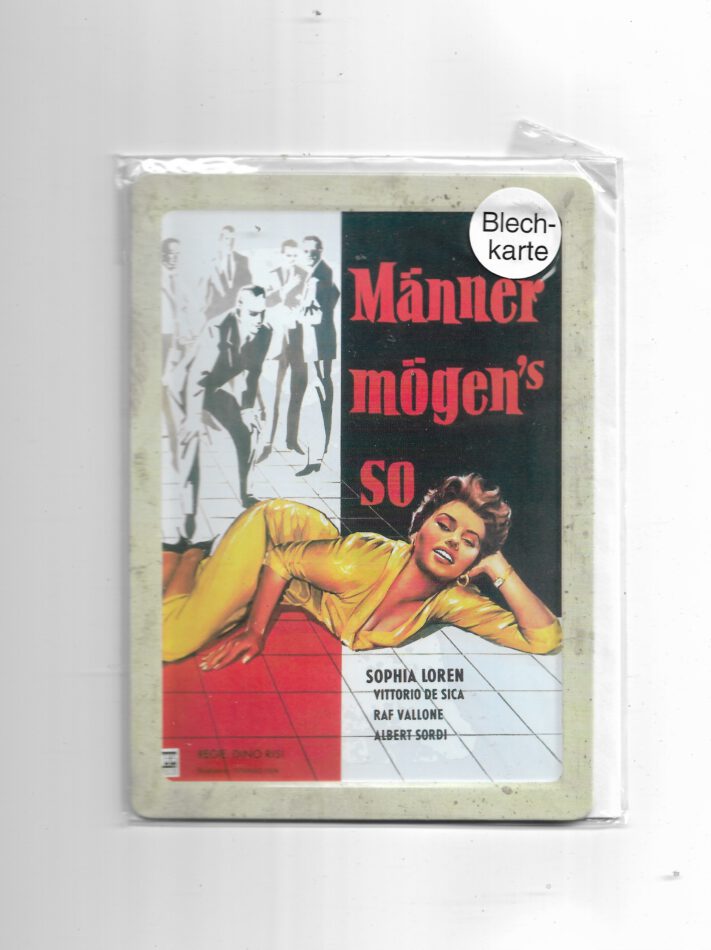 Blech-
karte
Männer
mögen's
so
SOPHIA LOREN
VITTORIO DE SICA
RAF VALLONE
ALBERT SORDI
REGIE: DINO RISI